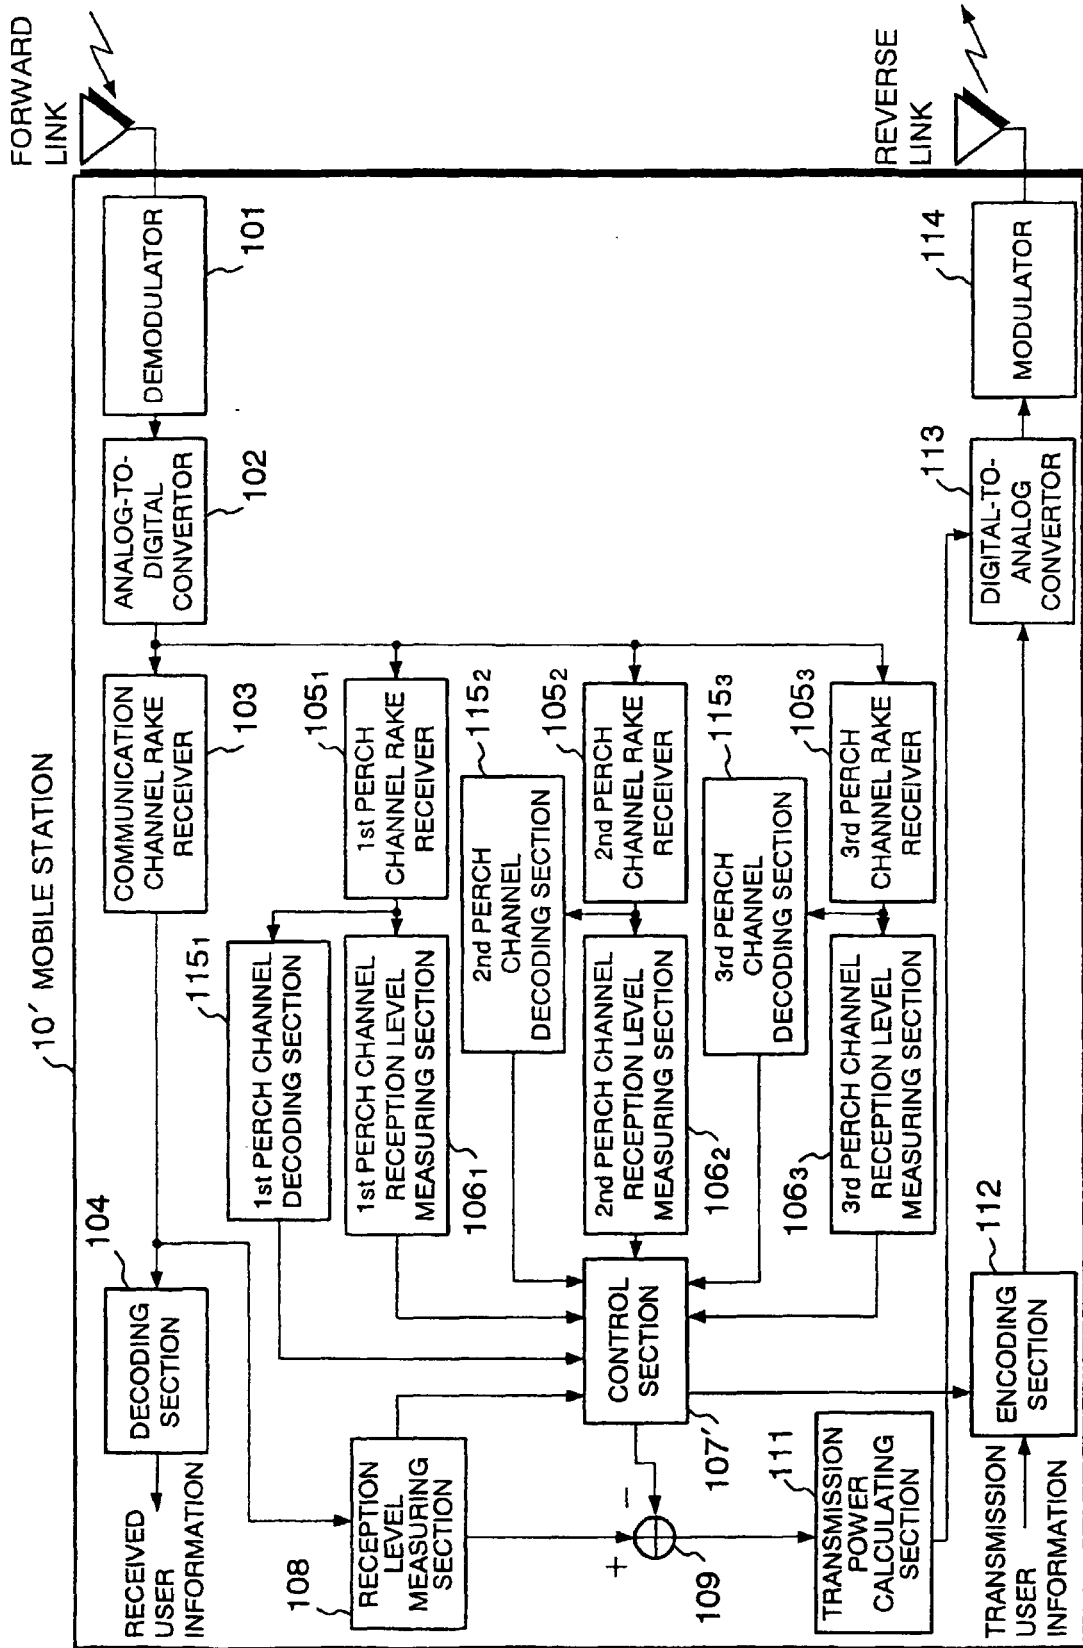 10′ MOBILE STATION
FORWARD
LINK
DEMODULATOR
101
ANALOG-TO-
DIGITAL
CONVERTOR
102
COMMUNICATION
CHANNEL RAKE
RECEIVER
103
104
DECODING
SECTION
RECEIVED
USER
INFORMATION
1st PERCH CHANNEL
DECODING SECTION
115₁
1st PERCH
CHANNEL RAKE
RECEIVER
105₁
1st PERCH CHANNEL
RECEPTION LEVEL
MEASURING SECTION
106₁
2nd PERCH
CHANNEL
DECODING SECTION
115₂
2nd PERCH
CHANNEL RAKE
RECEIVER
105₂
2nd PERCH CHANNEL
RECEPTION LEVEL
MEASURING SECTION
106₂
3rd PERCH
CHANNEL
DECODING SECTION
115₃
3rd PERCH
CHANNEL RAKE
RECEIVER
105₃
3rd PERCH CHANNEL
RECEPTION LEVEL
MEASURING SECTION
106₃
CONTROL
SECTION
107′
108
RECEPTION
LEVEL
MEASURING
SECTION
+
−
109
111
TRANSMISSION
POWER
CALCULATING
SECTION
TRANSMISSION
USER
INFORMATION
112
ENCODING
SECTION
113
DIGITAL-TO-
ANALOG
CONVERTOR
114
MODULATOR
REVERSE
LINK